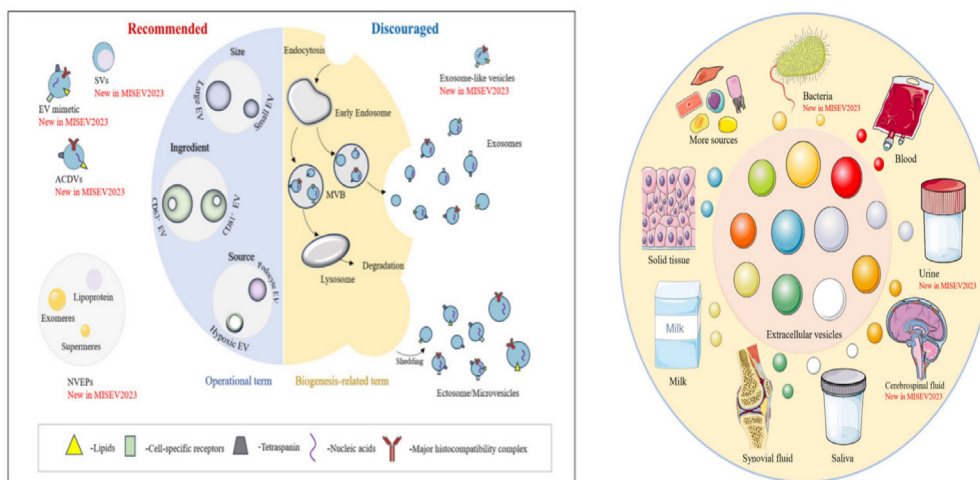 Recommended
Discouraged
SVs
New in MISEV2023
EV mimetic
New in MISEV2023
ACDVs
New in MISEV2023
Lipoprotein
Exomeres
Supermeres
NVEPs
New in MISEV2023
Size
Large EV
Small EV
Ingredient
CD63⁺ EV
CD81⁺ EV
Source
Podocyte EV
Hypoxic EV
Operational term
Endocytosis
Early Endosome
MVB
Lysosome
Degradation
Biogenesis-related term
Exosome-like vesicles
New in MISEV2023
Exosomes
Shedding
Ectosome/Microvesicles
-Lipids
-Cell-specific receptors
-Tetraspanin
-Nucleic acids
-Major histocompatibility complex
Bacteria
New in MISEV2023
More sources
Blood
Solid tissue
Urine
New in MISEV2023
Extracellular vesicles
Milk
Milk
Cerebrospinal fluid
New in MISEV2023
Synovial fluid
Saliva